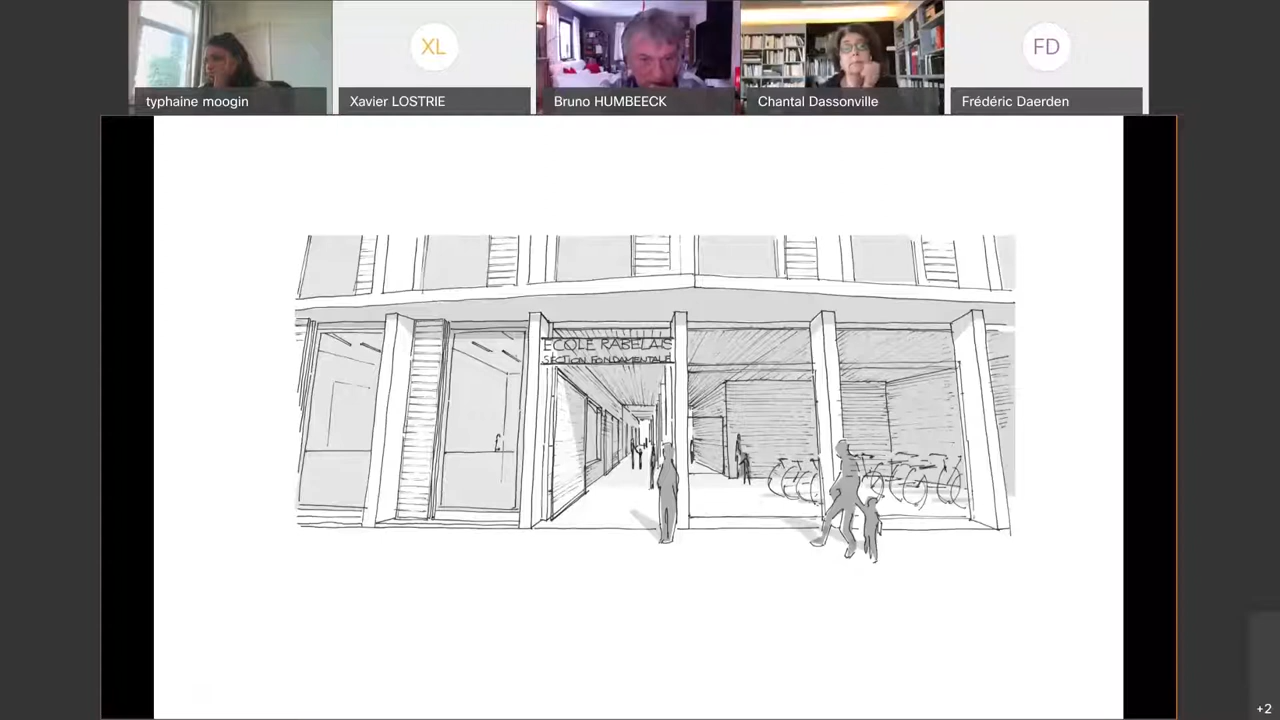 XL
FD
typhaine moogin
Xavier LOSTRIE
Bruno HUMBEECK
Chantal Dassonville
Frédéric Daerden
ECOLE RABELAIS
SECTION FONDAMENTALE
+2